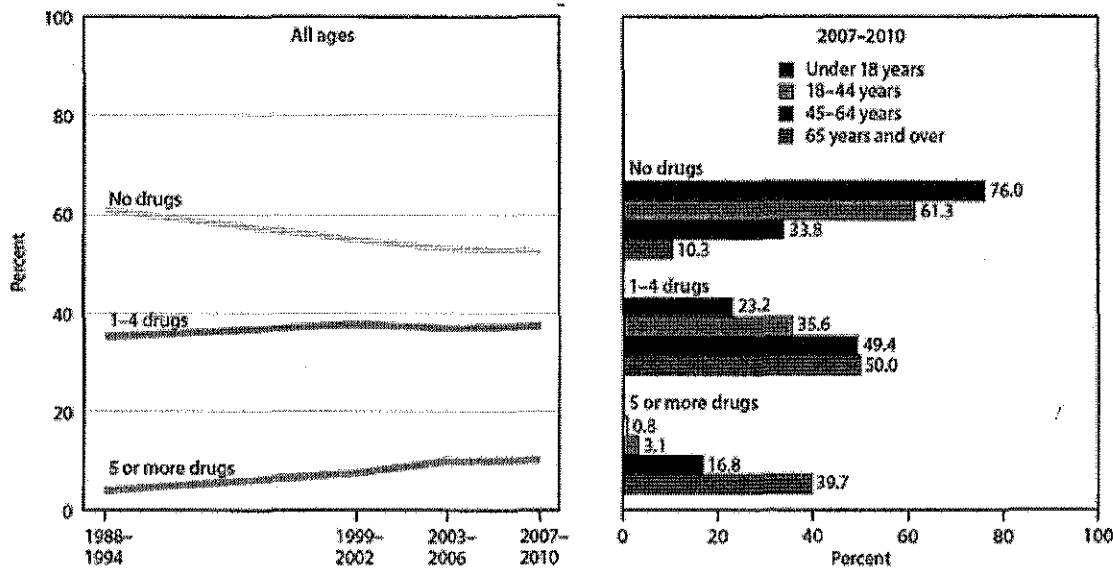 All ages
100
80
60
40
20
0
Percent
No drugs
1–4 drugs
5 or more drugs
1988–
1994
1999–
2002
2003–
2006
2007–
2010
2007–2010
Under 18 years
18–44 years
45–64 years
65 years and over
No drugs
76.0
61.3
33.8
10.3
1–4 drugs
23.2
35.6
49.4
50.0
5 or more drugs
0.8
3.1
16.8
39.7
0 20 40 60 80 100
Percent